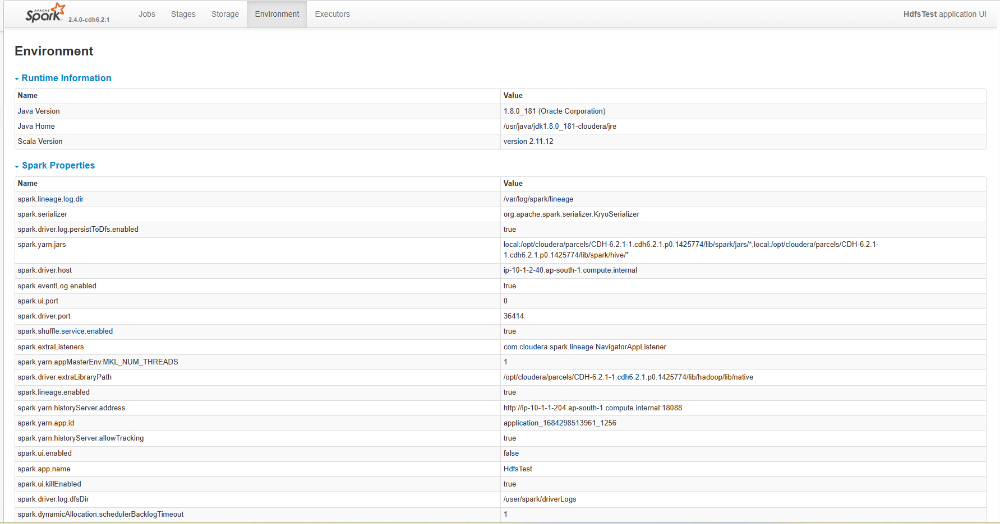 APACHE
Spark 2.4.0-cdh6.2.1 Jobs Stages Storage Environment Executors HdfsTest application UI
Environment
Runtime Information
Name Value
Java Version 1.8.0_181 (Oracle Corporation)
Java Home /usr/java/jdk1.8.0_181-cloudera/jre
Scala Version version 2.11.12
Spark Properties
Name Value
spark.lineage.log.dir /var/log/spark/lineage
spark.serializer org.apache.spark.serializer.KryoSerializer
spark.driver.log.persistToDfs.enabled true
spark.yarn.jars local:/opt/cloudera/parcels/CDH-6.2.1-1.cdh6.2.1.p0.1425774/lib/spark/jars/*,local:/opt/cloudera/parcels/CDH-6.2.1-
1.cdh6.2.1.p0.1425774/lib/spark/hive/*
spark.driver.host ip-10-1-2-40.ap-south-1.compute.internal
spark.eventLog.enabled true
spark.ui.port 0
spark.driver.port 36414
spark.shuffle.service.enabled true
spark.extraListeners com.cloudera.spark.lineage.NavigatorAppListener
spark.yarn.appMasterEnv.MKL_NUM_THREADS 1
spark.driver.extraLibraryPath /opt/cloudera/parcels/CDH-6.2.1-1.cdh6.2.1.p0.1425774/lib/hadoop/lib/native
spark.lineage.enabled true
spark.yarn.historyServer.address http://ip-10-1-1-204.ap-south-1.compute.internal:18088
spark.yarn.app.id application_1684298513961_1256
spark.yarn.historyServer.allowTracking true
spark.ui.enabled false
spark.app.name HdfsTest
spark.ui.killEnabled true
spark.driver.log.dfsDir /user/spark/driverLogs
spark.dynamicAllocation.schedulerBacklogTimeout 1